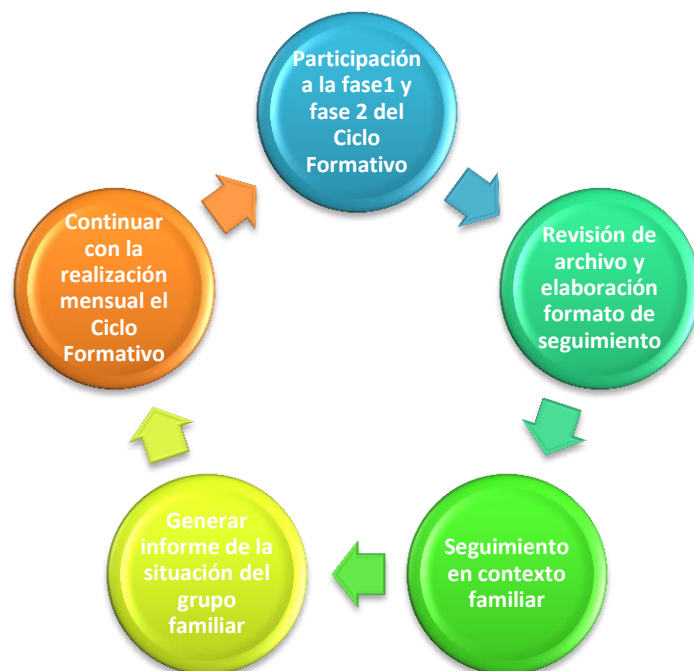 Participación
a la fase1 y
fase 2 del
Ciclo
Formativo
Revisión de
archivo y
elaboración
formato de
seguimiento
Seguimiento
en contexto
familiar
Generar
informe de la
situación del
grupo
familiar
Continuar
con la
realización
mensual el
Ciclo
Formativo